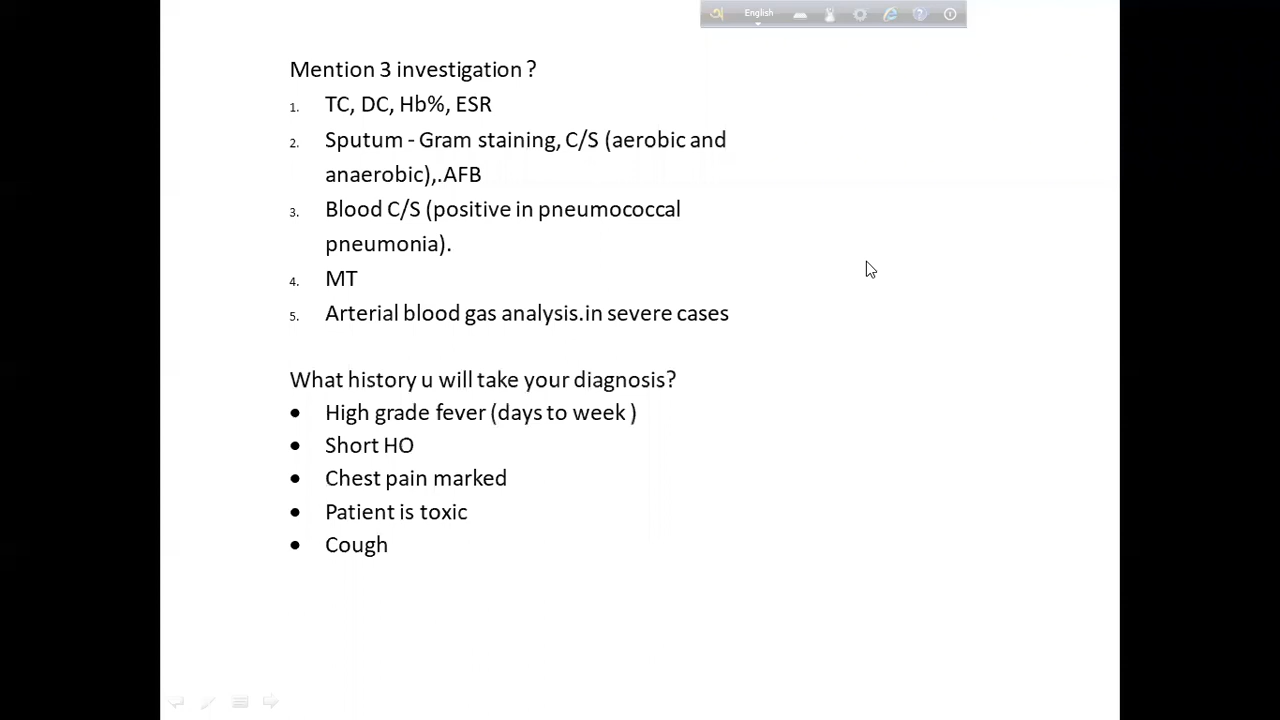 English
Mention 3 investigation ?
1. TC, DC, Hb%, ESR
2. Sputum - Gram staining, C/S (aerobic and
anaerobic),.AFB
3. Blood C/S (positive in pneumococcal
pneumonia).
4. MT
5. Arterial blood gas analysis.in severe cases
What history u will take your diagnosis?
• High grade fever (days to week )
• Short HO
• Chest pain marked
• Patient is toxic
• Cough